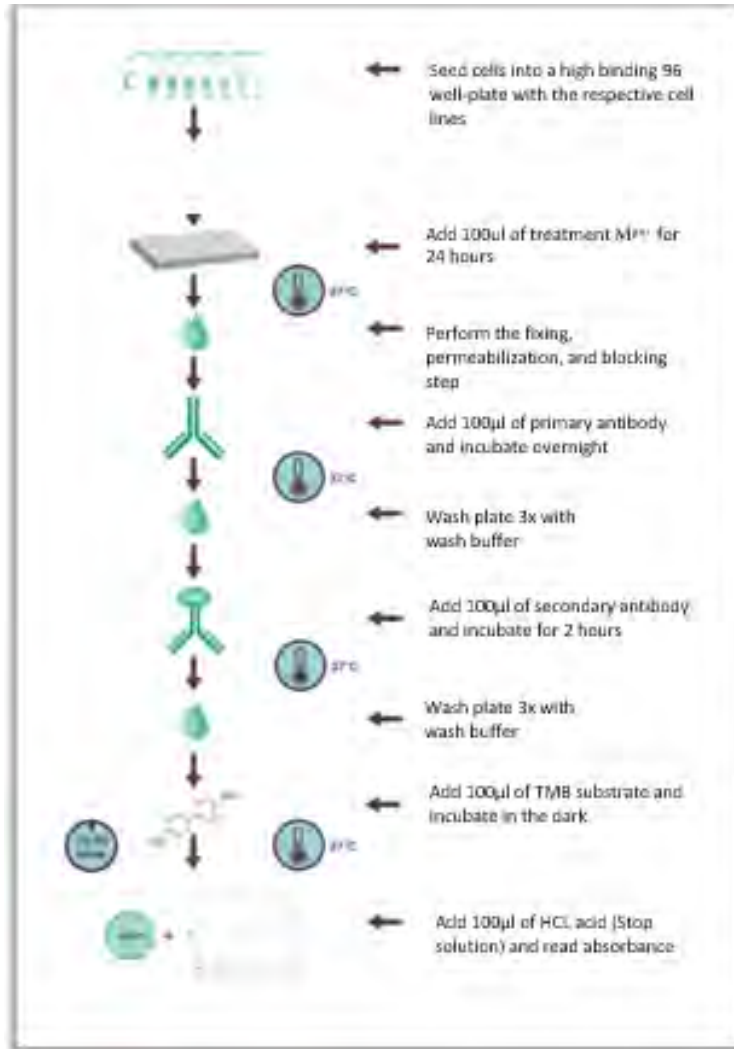 Seed cells into a high binding 96
well-plate with the respective cell
lines
Add 100ul of treatment
for
24 hours
Perform the fixing,
permeabilization, and blocking
step
Add 100µl of primary antibody
and incubate overnight
Wash plate 3x with
wash buffer
Add 100µl of secondary antibody
and incubate for 2 hours
Wash plate 3x with
wash buffer
Add 100µl of TMB substrate and
incubate in the dark
+
Add 100µl of HCL acid (Stop
solution) and read absorbance